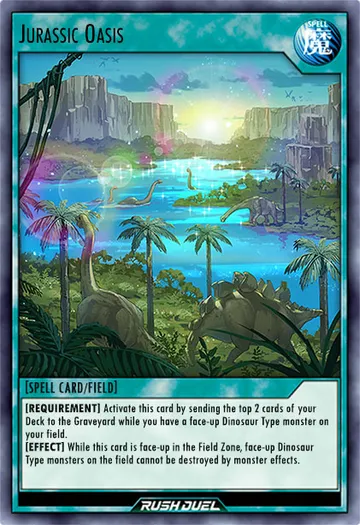 JURASSIC OASIS
SPELL
魔
[SPELL CARD/FIELD]
[REQUIREMENT] Activate this card by sending the top 2 cards of your
Deck to the Graveyard while you have a face-up Dinosaur Type monster on
your field.
[EFFECT] While this card is face-up in the Field Zone, face-up Dinosaur
Type monsters on the field cannot be destroyed by monster effects.
RUSH DUEL